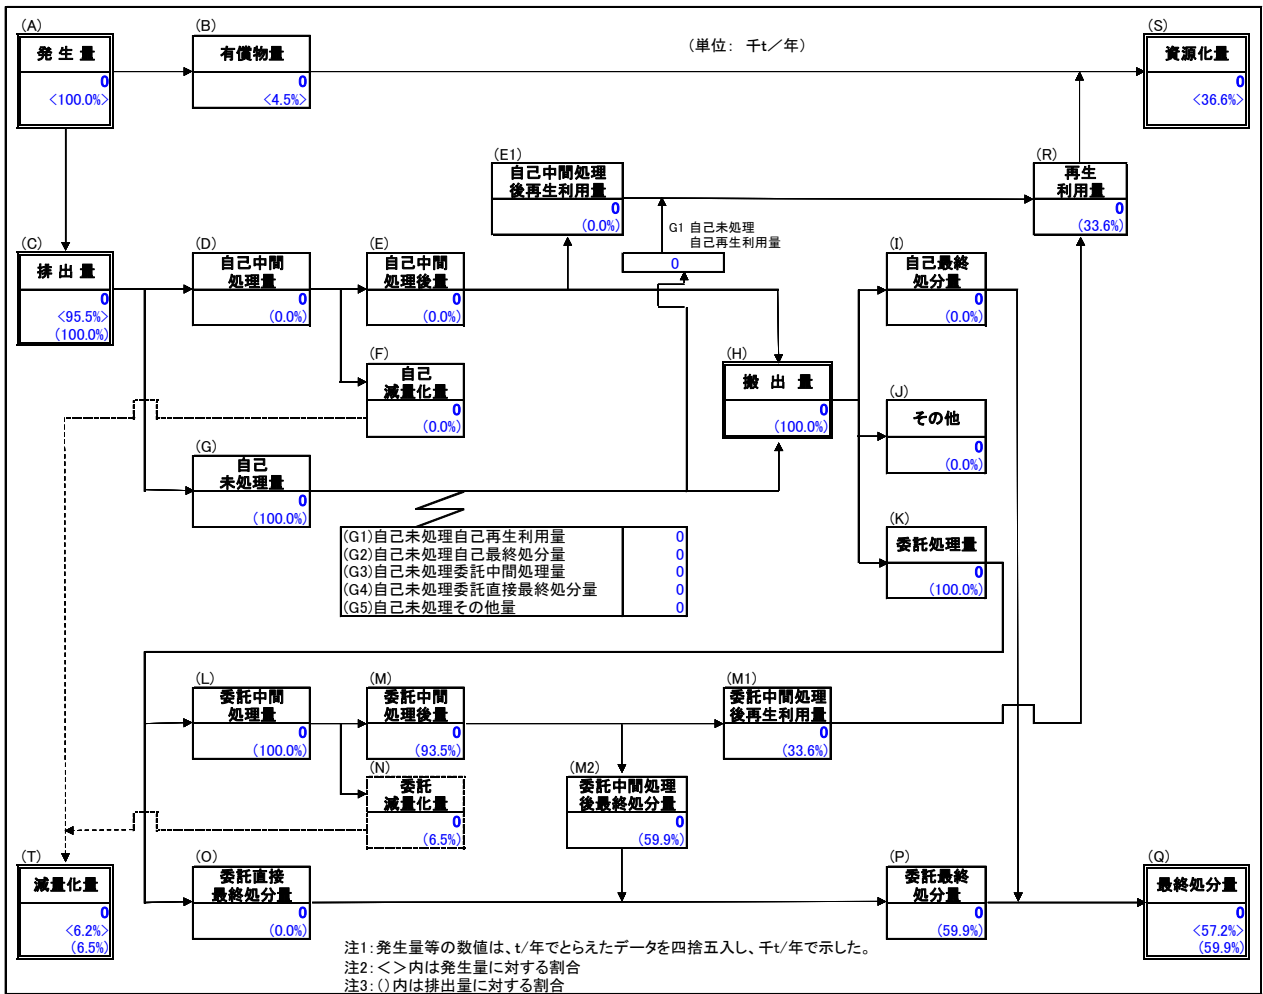 (A)
発 生 量
0
<100.0%>
(B)
有償物量
0
<4.5%>
(単位： 千t／年)
(S)
資源化量
0
<36.6%>
(E1)
自己中間処理
後再生利用量
0
(0.0%)
(R)
再生
利用量
0
(33.6%)
G1 自己未処理
自己再生利用量
0
(C)
排 出 量
0
<95.5%>
(100.0%)
(D)
自己中間
処理量
0
(0.0%)
(E)
自己中間
処理後量
0
(0.0%)
(I)
自己最終
処分量
0
(0.0%)
(F)
自己
減量化量
0
(0.0%)
(H)
搬 出 量
0
(100.0%)
(J)
その他
0
(0.0%)
(G)
自己
未処理量
0
(100.0%)
(G1)自己未処理自己再生利用量 0
(G2)自己未処理自己最終処分量 0
(G3)自己未処理委託中間処理量 0
(G4)自己未処理委託直接最終処分量 0
(G5)自己未処理その他量 0
(K)
委託処理量
0
(100.0%)
(L)
委託中間
処理量
0
(100.0%)
(M)
委託中間
処理後量
0
(93.5%)
(M1)
委託中間処理
後再生利用量
0
(33.6%)
(N)
委託
減量化量
0
(6.5%)
(M2)
委託中間処理
後最終処分量
0
(59.9%)
(T)
減量化量
0
<6.2%>
(6.5%)
(O)
委託直接
最終処分量
0
(0.0%)
(P)
委託最終
処分量
0
(59.9%)
(Q)
最終処分量
0
<57.2%>
(59.9%)
注1：発生量等の数値は、t/年でとらえたデータを四捨五入し、千t/年で示した。
注2：＜＞内は発生量に対する割合
注3：()内は排出量に対する割合